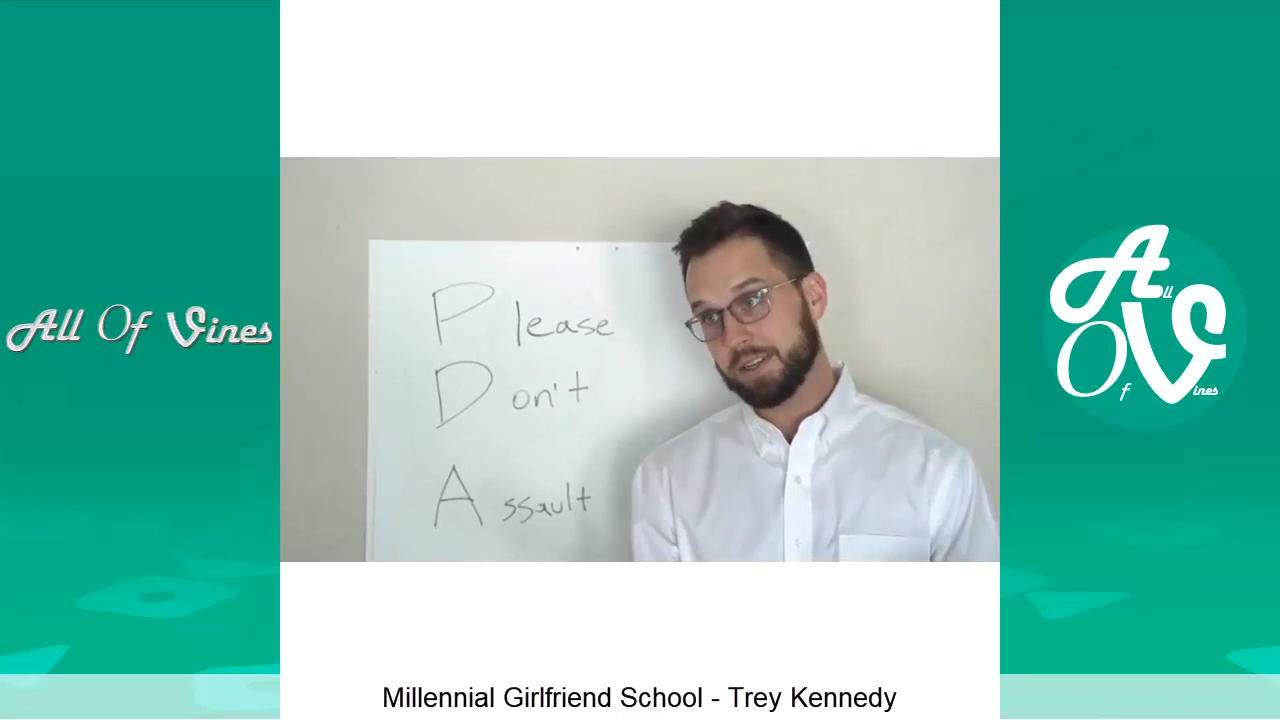 All Of Vines
Please
Don't
Assault
All
Of Vines
Millennial Girlfriend School - Trey Kennedy